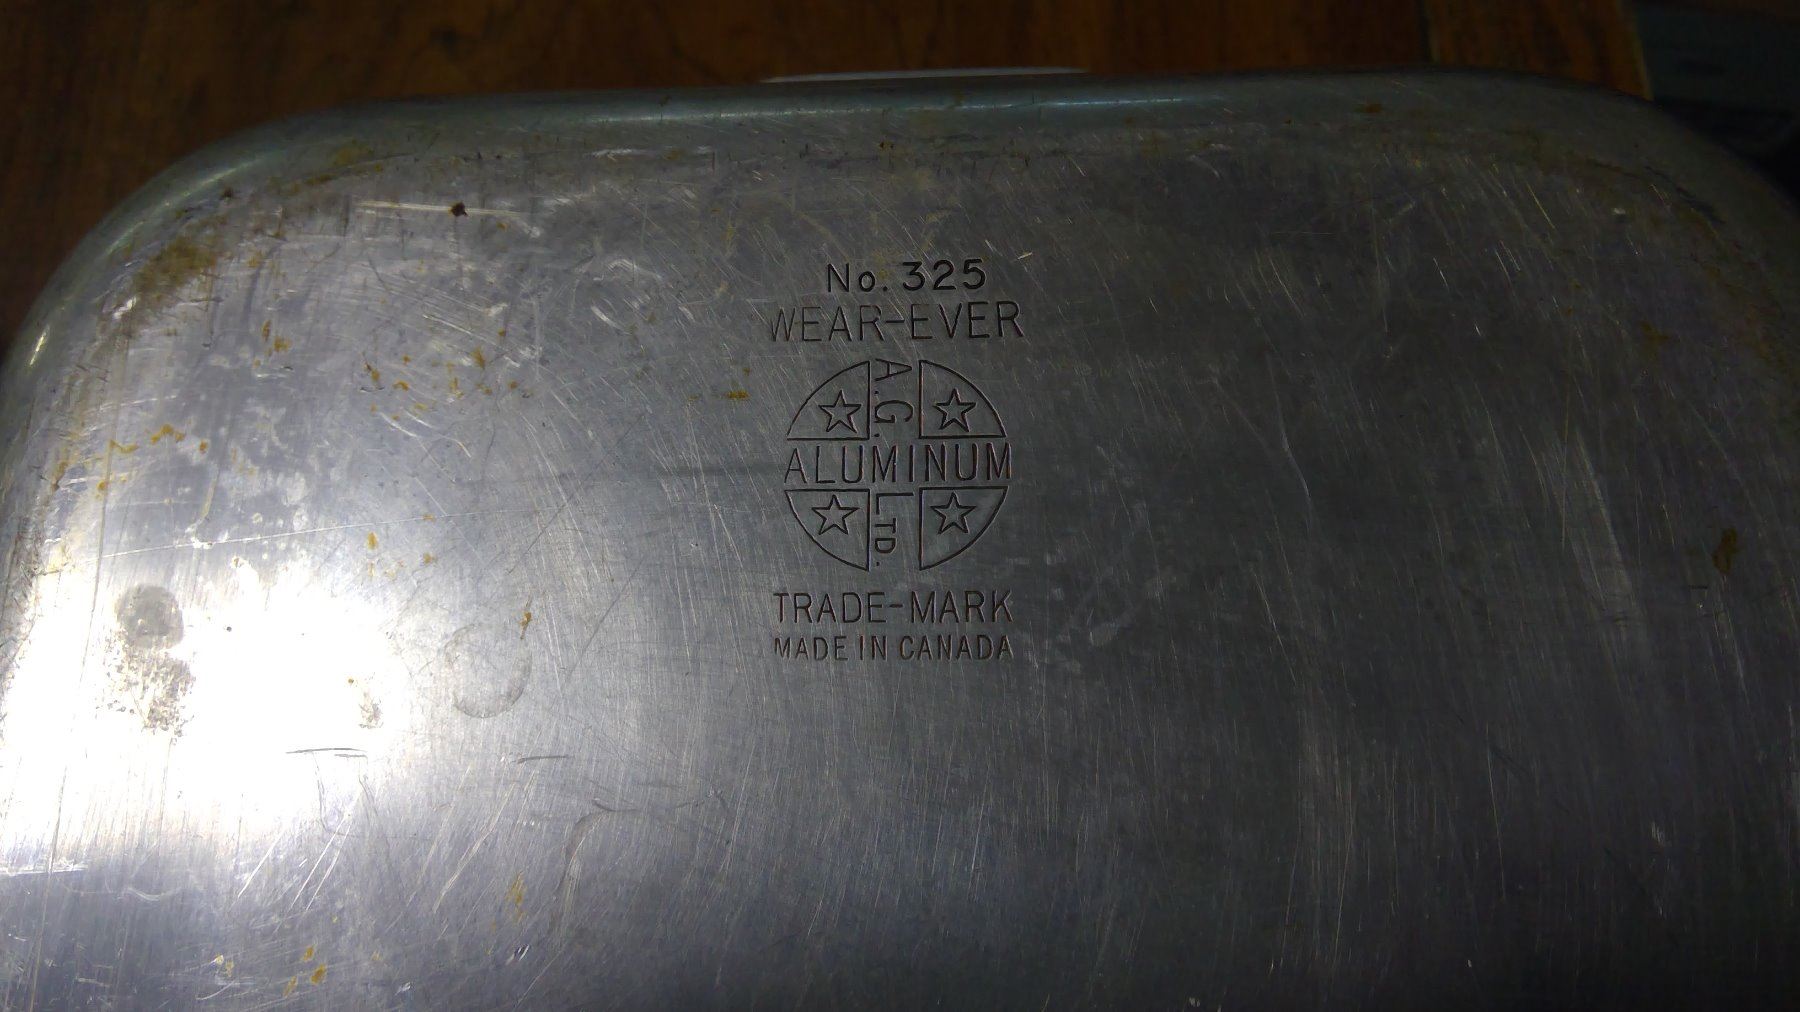 No. 325
WEAR-EVER
A.G.
ALUMINUM
LTD.
TRADE-MARK
MADE IN CANADA